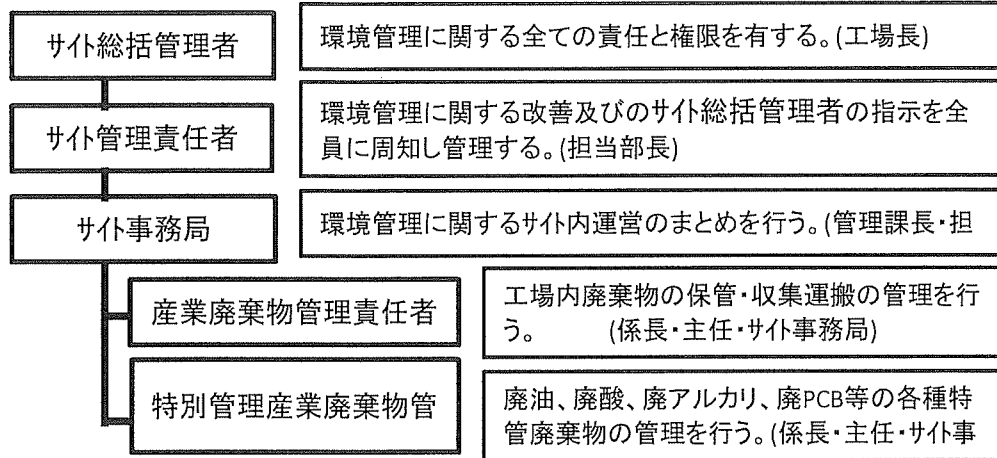 サイト総括管理者
環境管理に関する全ての責任と権限を有する。(工場長)
サイト管理責任者
環境管理に関する改善及びのサイト総括管理者の指示を全
員に周知し管理する。(担当部長)
サイト事務局
環境管理に関するサイト内運営のまとめを行う。(管理課長・担
産業廃棄物管理責任者
工場内廃棄物の保管・収集運搬の管理を行
う。 (係長・主任・サイト事務局)
特別管理産業廃棄物管
廃油、廃酸、廃アルカリ、廃PCB等の各種特
管廃棄物の管理を行う。(係長・主任・サイト事